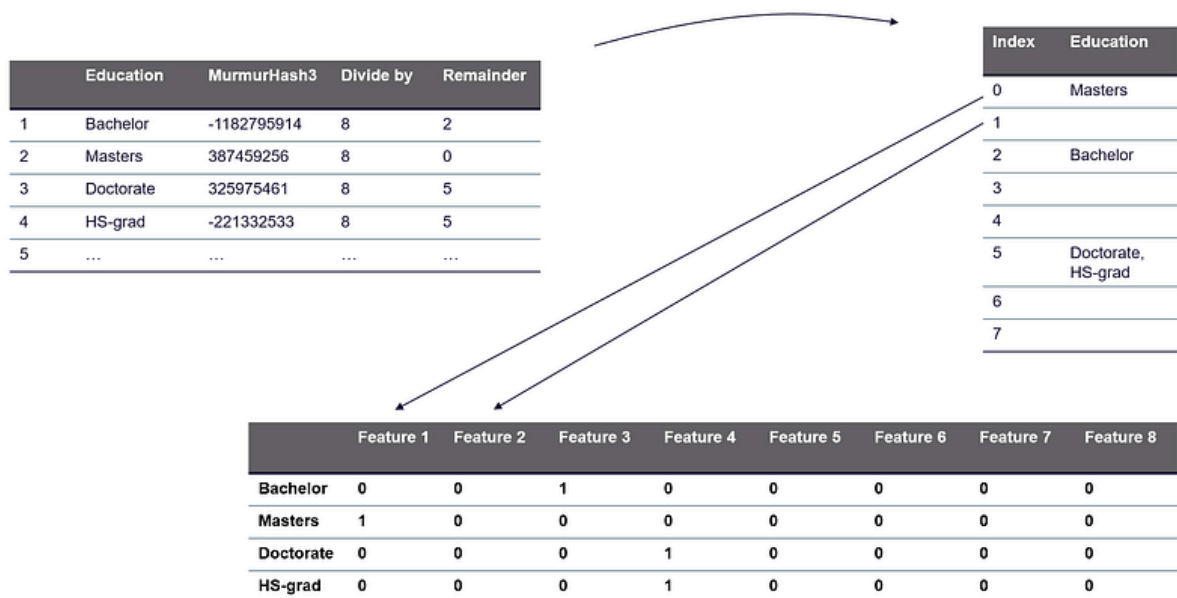 Education MurmurHash3 Divide by Remainder
1 Bachelor -1182795914 8 2
2 Masters 387459256 8 0
3 Doctorate 325975461 8 5
4 HS-grad -221332533 8 5
5 ... ... ... ...
Index Education
0 Masters
1
2 Bachelor
3
4
5 Doctorate,
HS-grad
6
7
Feature 1 Feature 2 Feature 3 Feature 4 Feature 5 Feature 6 Feature 7 Feature 8
Bachelor 0 0 1 0 0 0 0 0
Masters 1 0 0 0 0 0 0 0
Doctorate 0 0 0 1 0 0 0 0
HS-grad 0 0 0 1 0 0 0 0